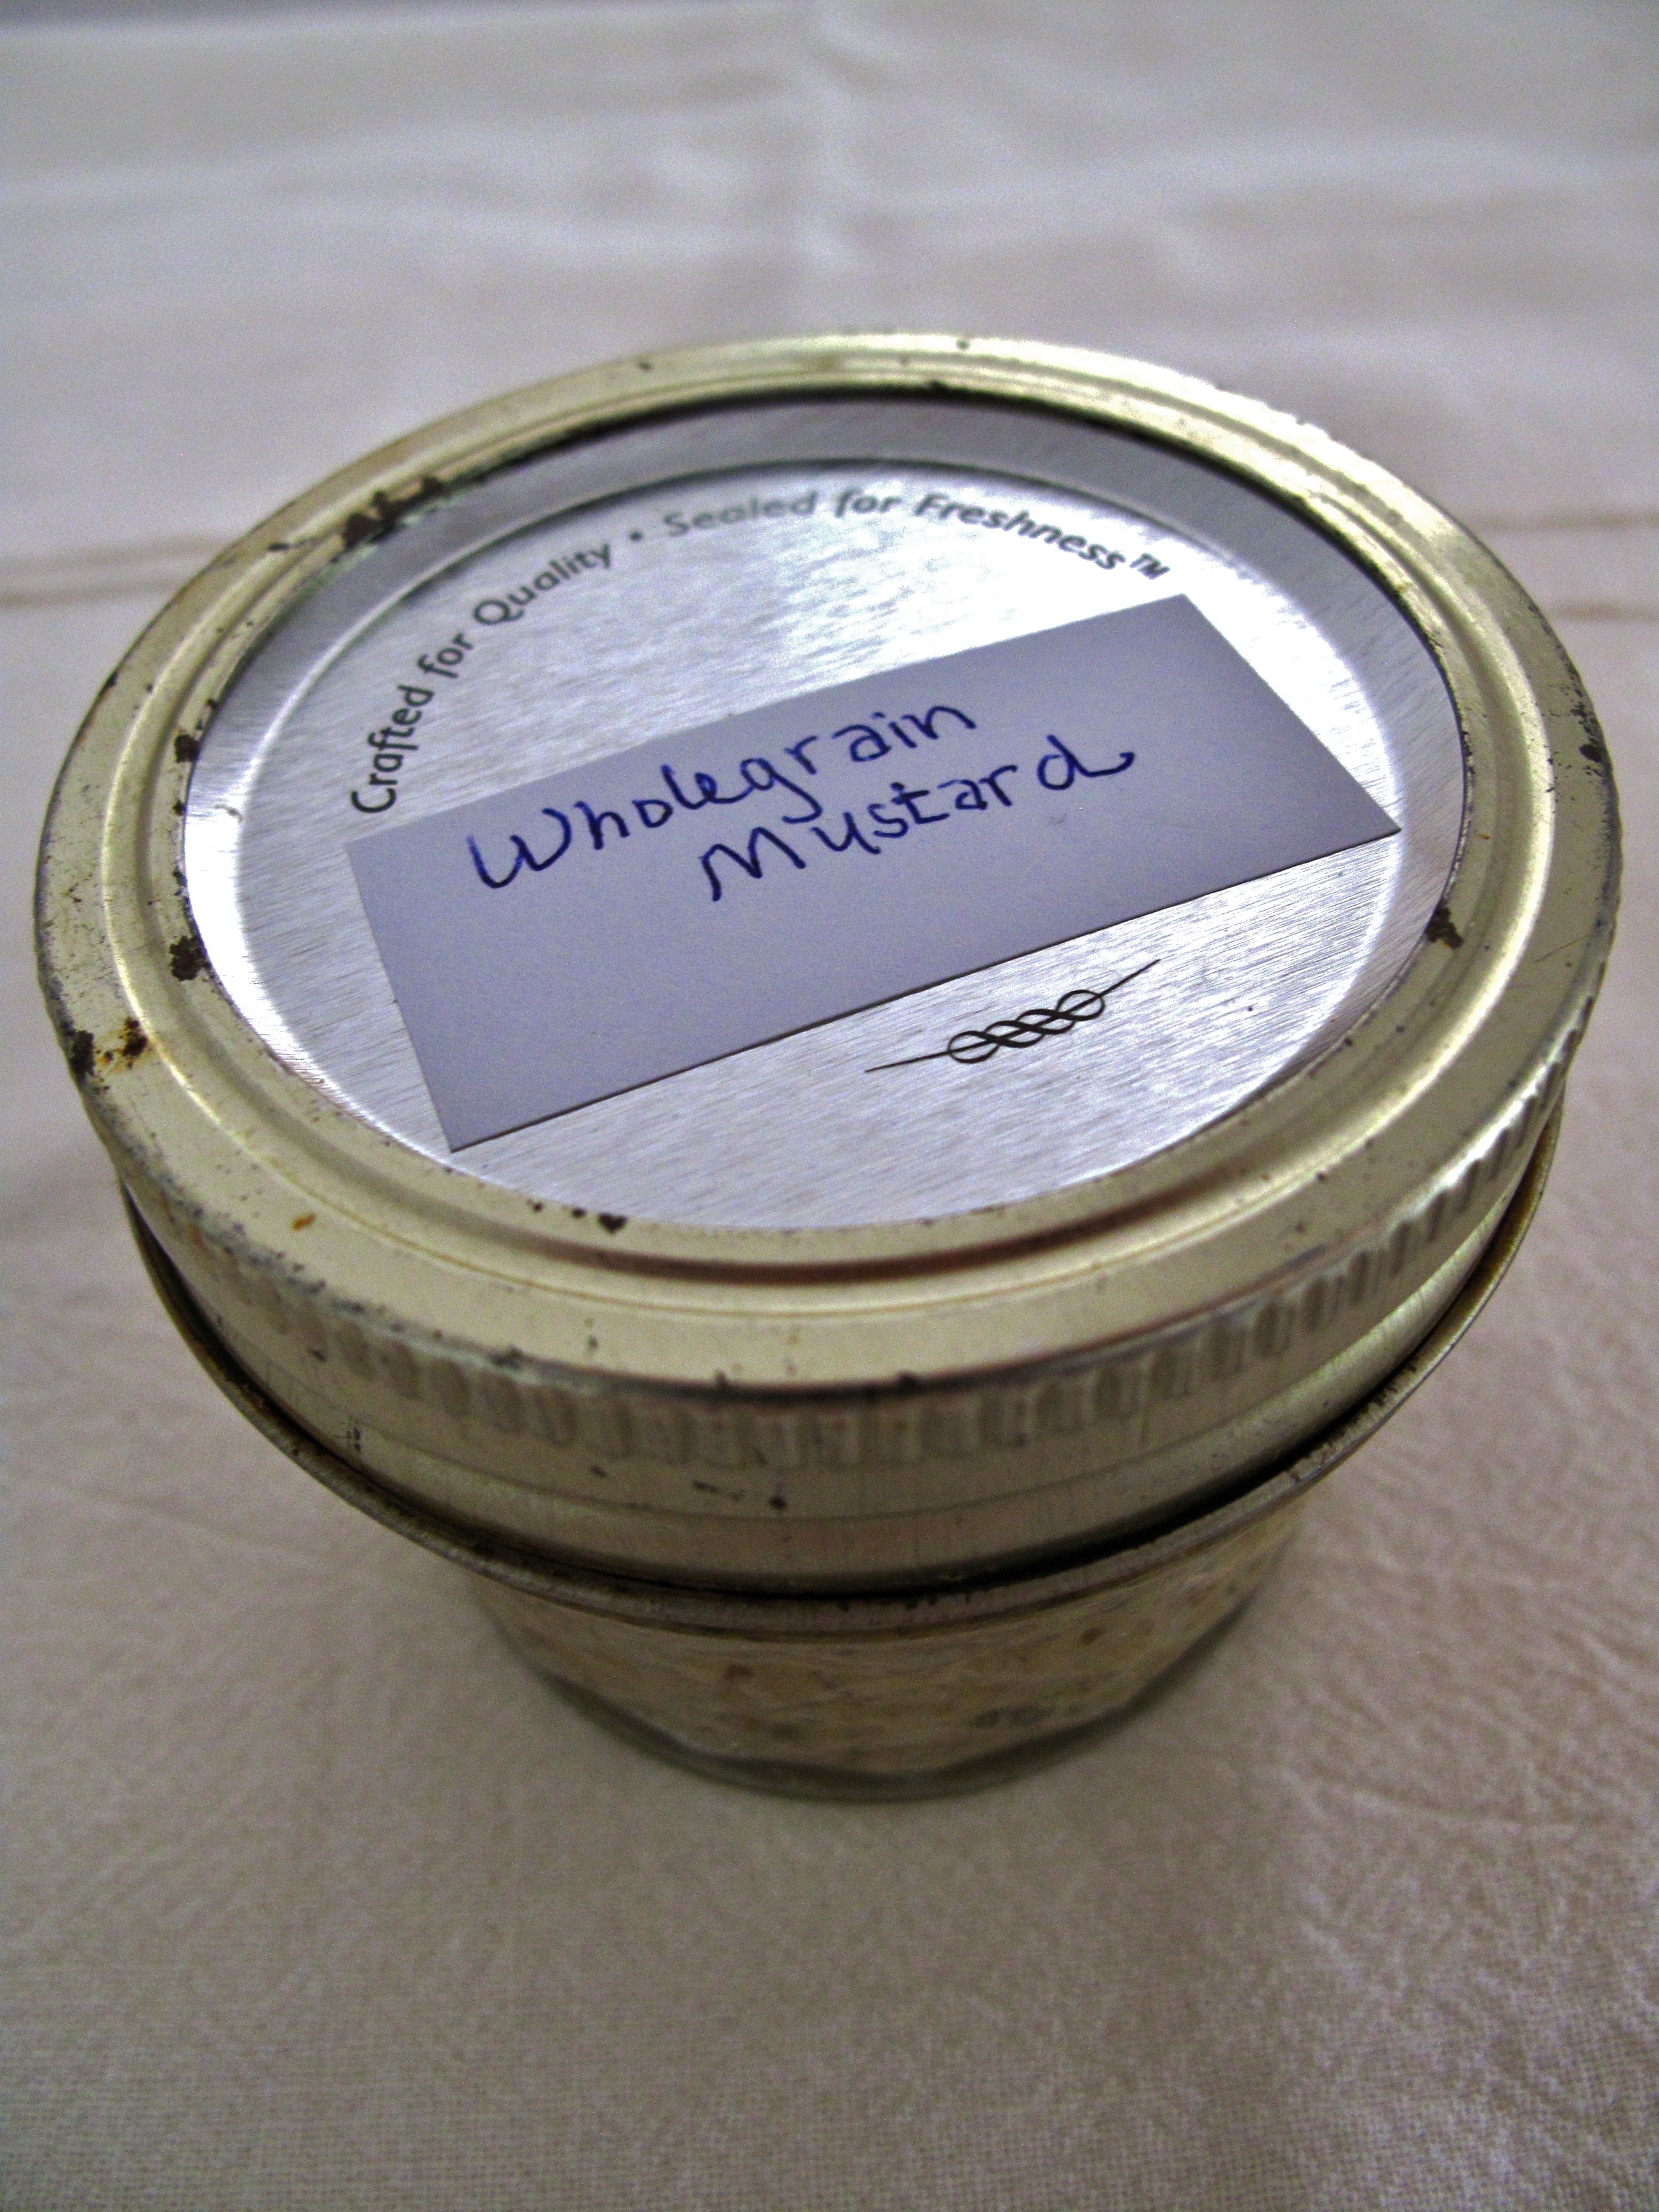 Crafted for Quality • Sealed for Freshness™
Wholegrain
Mustard